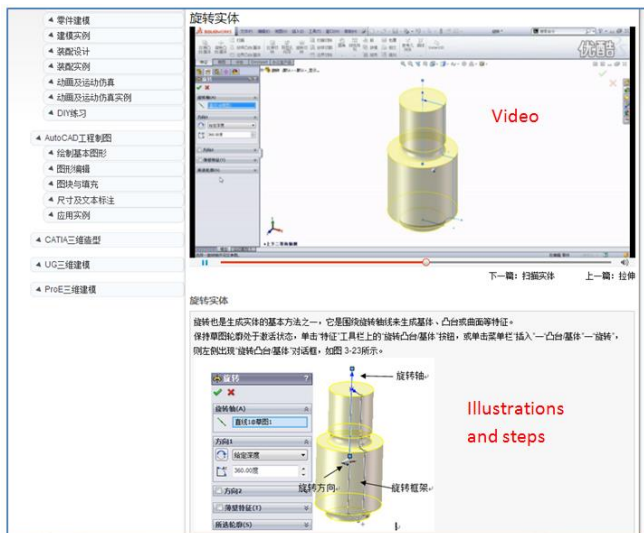 零件建模
建模实例
装配设计
装配实例
动画及运动仿真
动画及运动仿真实例
DIY练习
AutoCAD工程制图
绘制基本图形
图形编辑
图块与填充
尺寸及文本标注
应用实例
CATIA三维造型
UG三维建模
ProE三维建模
旋转实体
优酷
Video
下一篇：扫描实体 上一篇：拉伸
旋转实体
旋转也是生成实体的基本方法之一，它是围绕旋转轴线来生成基体、凸台或曲面等特征。
保持草图轮廓处于激活状态，单击“特征”工具栏上的“旋转凸台/基体”按钮，或单击菜单栏“插入”—“凸台/基体”—“旋转”，
则左侧出现“旋转凸台/基体”对话框，如图 3-23所示。
旋转
?
旋转轴(A)
直线1@草图1
方向1
给定深度
360.00度
方向2
薄壁特征(T)
所选轮廓(S)
旋转轴
旋转方向
旋转框架
Illustrations
and steps